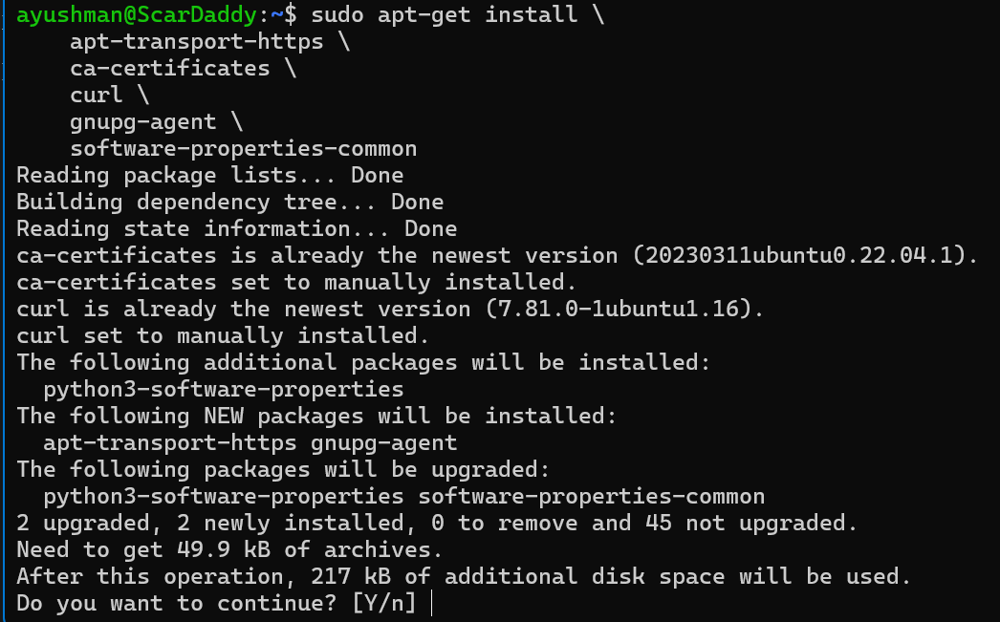 ayushman@ScarDaddy:~$ sudo apt-get install \
    apt-transport-https \
    ca-certificates \
    curl \
    gnupg-agent \
    software-properties-common
Reading package lists... Done
Building dependency tree... Done
Reading state information... Done
ca-certificates is already the newest version (20230311ubuntu0.22.04.1).
ca-certificates set to manually installed.
curl is already the newest version (7.81.0-1ubuntu1.16).
curl set to manually installed.
The following additional packages will be installed:
  python3-software-properties
The following NEW packages will be installed:
  apt-transport-https gnupg-agent
The following packages will be upgraded:
  python3-software-properties software-properties-common
2 upgraded, 2 newly installed, 0 to remove and 45 not upgraded.
Need to get 49.9 kB of archives.
After this operation, 217 kB of additional disk space will be used.
Do you want to continue? [Y/n]